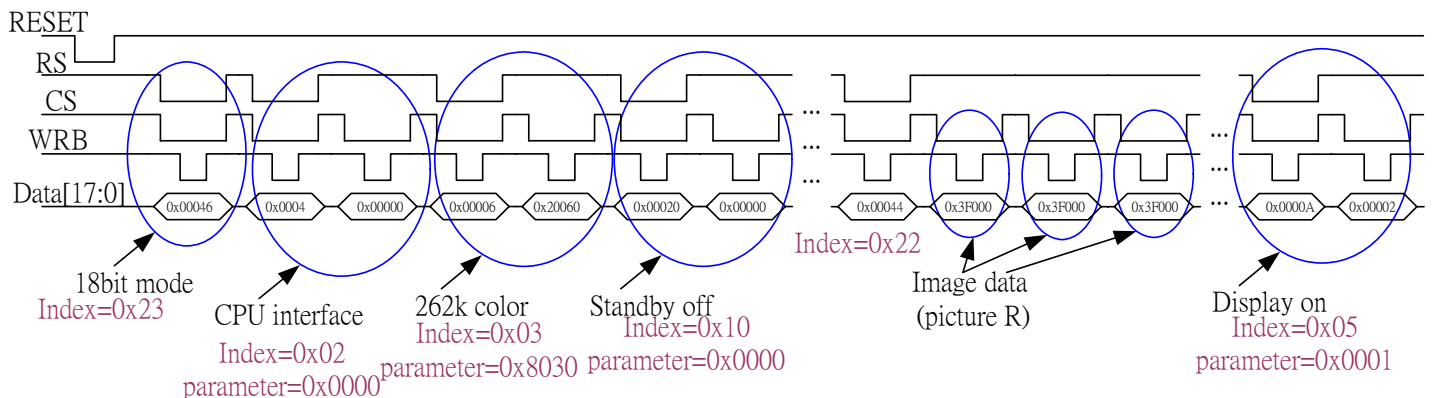 RESET
RS
CS
WRB
Data[17:0]
... ...
... ...
... ...
0x00046 0x0004 0x00000 0x00006 0x20060 0x00020 0x00000 ... 0x00044 0x3F000 0x3F000 0x3F000 ... 0x0000A 0x00002
18bit mode
Index=0x23
CPU interface
Index=0x02
parameter=0x0000
262k color
Index=0x03
parameter=0x8030
Standby off
Index=0x10
parameter=0x0000
Index=0x22
Image data
(picture R)
Display on
Index=0x05
parameter=0x0001